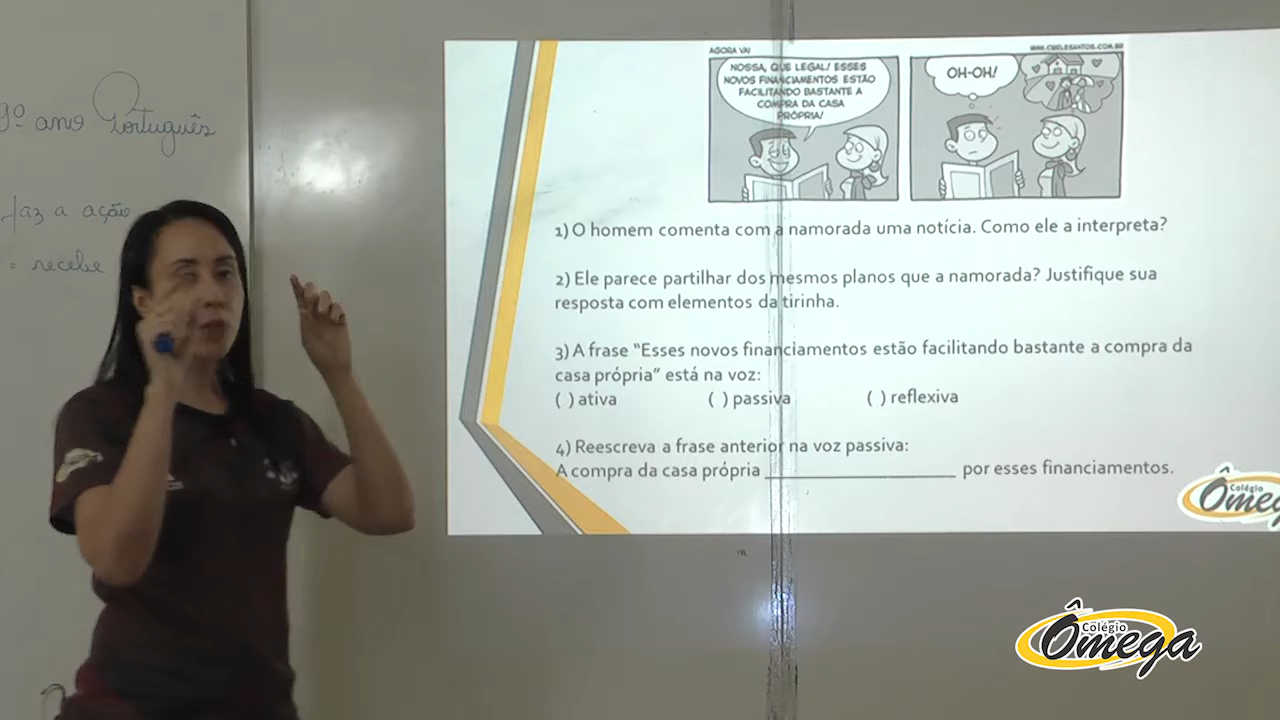 9º ano Português
faz a ação
= recebe
AGORA VAI
WWW.CIBELESANTOS.COM.BR
NOSSA, QUE LEGAL! ESSES
NOVOS FINANCIAMENTOS ESTÃO
FACILITANDO BASTANTE A
COMPRA DA CASA
PRÓPRIA!
OH-OH!
1) O homem comenta com a namorada uma notícia. Como ele a interpreta?
2) Ele parece partilhar dos mesmos planos que a namorada? Justifique sua
resposta com elementos da tirinha.
3) A frase “Esses novos financiamentos estão facilitando bastante a compra da
casa própria” está na voz:
( ) ativa ( ) passiva ( ) reflexiva
4) Reescreva a frase anterior na voz passiva:
A compra da casa própria ____________________ por esses financiamentos.
Colégio
Ômega
Colégio
Ômega